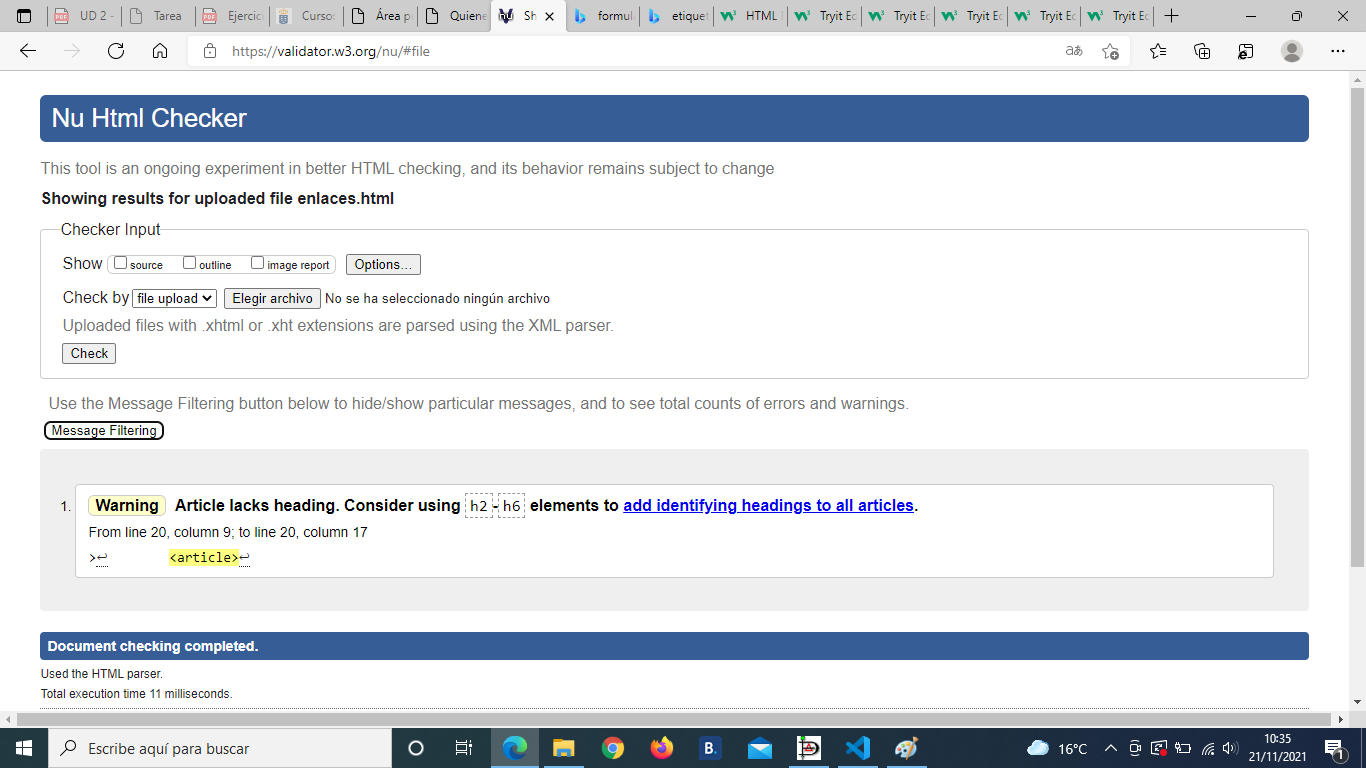 UD 2 - Tarea Ejercic Curso: Área pe Quiene Sh formula etiquet HTML Tryit Ed Tryit Ed Tryit Ed Tryit Ed Tryit Ed
https://validator.w3.org/nu/#file
Nu Html Checker
This tool is an ongoing experiment in better HTML checking, and its behavior remains subject to change
Showing results for uploaded file enlaces.html
Checker Input
Show source outline image report Options...
Check by file upload Elegir archivo No se ha seleccionado ningún archivo
Uploaded files with .xhtml or .xht extensions are parsed using the XML parser.
Check
Use the Message Filtering button below to hide/show particular messages, and to see total counts of errors and warnings.
Message Filtering
1. Warning Article lacks heading. Consider using h2-h6 elements to add identifying headings to all articles.
From line 20, column 9; to line 20, column 17
>↩ <article>↩
Document checking completed.
Used the HTML parser.
Total execution time 11 milliseconds.
Escribe aquí para buscar
16°C
10:35
21/11/2021
1